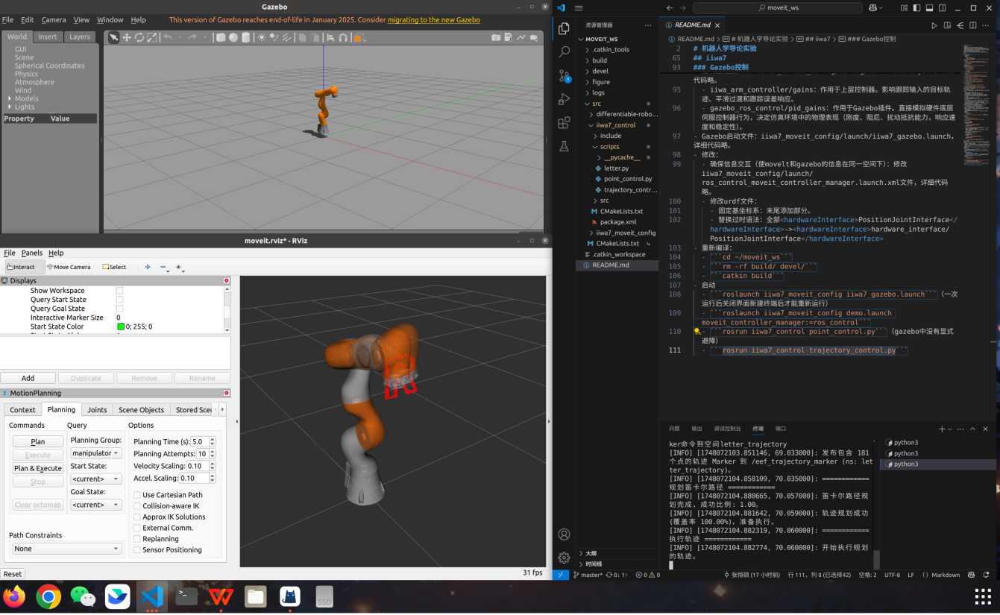 Gazebo
File Edit Camera View Window Help
This version of Gazebo reaches end-of-life in January 2025. Consider migrating to the new Gazebo
World Insert Layers
GUI
Scene
Spherical Coordinates
Physics
Atmosphere
Wind
Models
Lights
Property Value
moveit.rviz* - RViz
File Panels Help
Interact Move Camera Select
Displays
Show Workspace
Query Start State
Query Goal State
Interactive Marker Size 0
Start State Color 0; 255; 0
Add Duplicate Remove Rename
MotionPlanning
Context Planning Joints Scene Objects Stored Scen
Commands Query Options
Plan
Execute
Plan & Execute
Stop
Clear octomap
Planning Group:
manipulator
Start State:
<current>
Goal State:
<current>
Planning Time (s): 5.0
Planning Attempts: 10
Velocity Scaling: 0.10
Accel. Scaling: 0.10
Use Cartesian Path
Collision-aware IK
Approx IK Solutions
External Comm.
Replanning
Sensor Positioning
Path Constraints
None
Reset
31 fps
moveit_ws
资源管理器
MOVEIT_WS
.catkin_tools
build
devel
figure
logs
src
differentiable-robo...
iiwa7_control
include
scripts
__pycache__
letter.py
point_control.py
trajectory_contr...
src
CMakeLists.txt
package.xml
iiwa7_moveit_config
CMakeLists.txt
.catkin_workspace
README.md
大纲
时间线
README.md
README.md > # 机器人学导论实验 > ## iiwa7 > ### Gazebo控制
2 # 机器人学导论实验
65 ## iiwa7
93 ### Gazebo控制
代码略。
95 - iiwa_arm_controller/gains：作用于上层控制器。影响跟踪输入的目标轨
迹、平滑过渡和跟踪误差响应。
96 - gazebo_ros_control/pid_gains：作用于Gazebo插件。直接模拟硬件底层
伺服控制器行为，决定仿真环境中的物理表现（刚度、阻尼、扰动抵抗能力，响应速
度和稳定性）。
97 - Gazebo启动文件：iiwa7_moveit_config/launch/iiwa7_gazebo.launch，
详细代码略。
98 - 修改：
99 - 确保信息交互（使moveIt和gazebo的信息在同一空间下）：修改
iiwa7_moveit_config/launch/
ros_control_moveit_controller_manager.launch.xml文件，详细代码
略。
100 - 修改urdf文件：
101 - 固定基坐标系：末尾添加部分。
102 - 替换过时语法：全部<hardwareInterface>PositionJointInterface</
hardwareInterface>-><hardwareInterface>hardware_interface/
PositionJointInterface</hardwareInterface>
103 - 重新编译：
104 - ```cd ~/moveit_ws```
105 - ```rm -rf build/ devel/```
106 - ```catkin build```
107 - 启动
108 - ```roslaunch iiwa7_moveit_config iiwa7_gazebo.launch```（一次
运行后关闭界面新建终端后才能重新运行）
109 - ```roslaunch iiwa7_moveit_config demo.launch
moveit_controller_manager:=ros_control```
110 - ```rosrun iiwa7_control point_control.py```（gazebo中没有显式
避障）
111 - ```rosrun iiwa7_control trajectory_control.py```
问题 输出 调试控制台 终端 端口
ker命令到空间letter_trajectory
[INFO] [1748072103.851146, 69.033000]: 发布包含 181
个点的轨迹 Marker 到 /eef_trajectory_marker (ns: let
ter_trajectory)。
[INFO] [1748072104.858109, 70.035000]: ============
规划笛卡尔路径 ============
[INFO] [1748072104.880665, 70.057000]: 笛卡尔路径规
划完成，成功比例: 1.00。
[INFO] [1748072104.881642, 70.059000]: 轨迹规划成功
(覆盖率 100.00%)，准备执行。
[INFO] [1748072104.882319, 70.060000]: ============
执行轨迹 ============
[INFO] [1748072104.882774, 70.060000]: 开始执行规划
的轨迹。
python3
python3
python3
master* 0↓ 1↑ 0 0 张恒硕 (17 小时前) 行 111，列 8 (已选择42) 空格: 2 UTF-8 LF Markdown
SSD